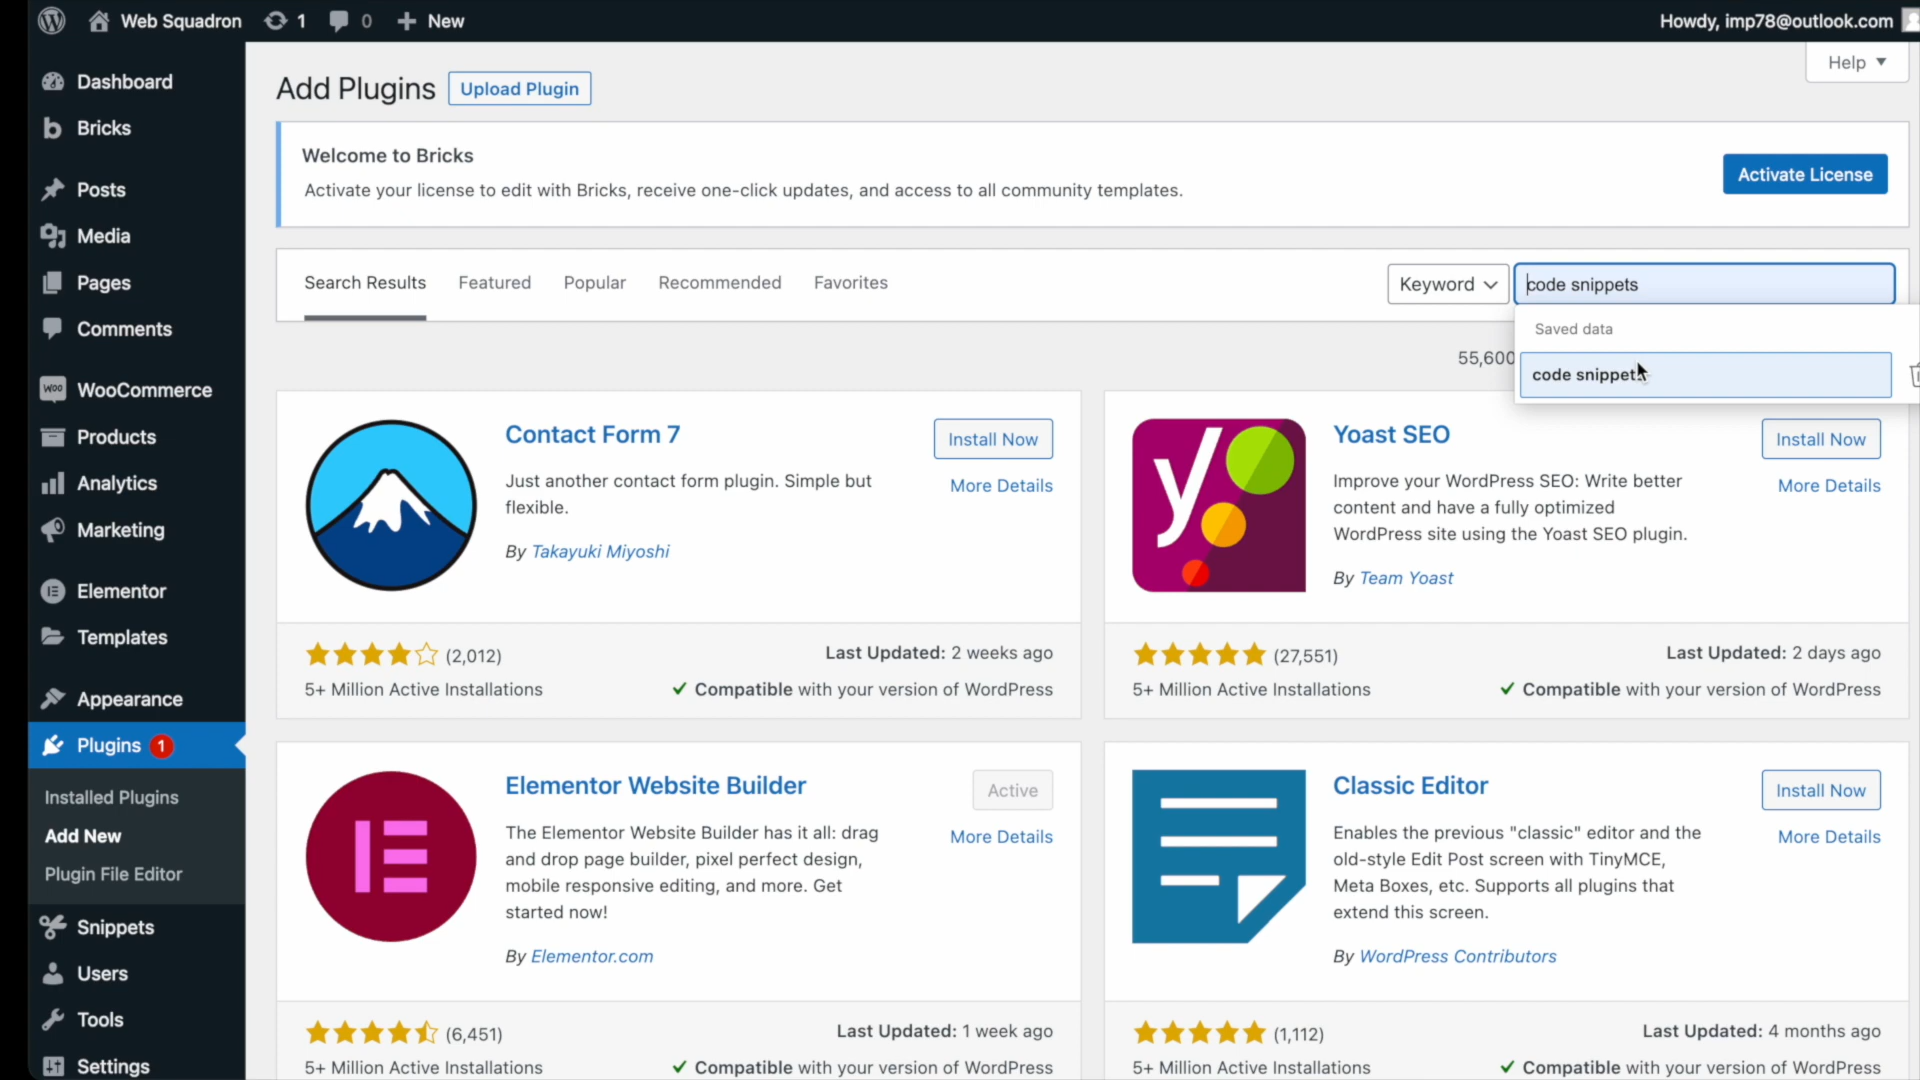 Web Squadron 1 0 New Howdy, imp78@outlook.com
Dashboard
Bricks
Posts
Media
Pages
Comments
WooCommerce
Products
Analytics
Marketing
Elementor
Templates
Appearance
Plugins 1
Installed Plugins
Add New
Plugin File Editor
Snippets
Users
Tools
Settings
Help
Add Plugins Upload Plugin
Welcome to Bricks
Activate your license to edit with Bricks, receive one-click updates, and access to all community templates.
Activate License
Search Results Featured Popular Recommended Favorites Keyword code snippets
Saved data
code snippets
55,600
Contact Form 7
Install Now
More Details
Just another contact form plugin. Simple but
flexible.
By Takayuki Miyoshi
(2,012)
Last Updated: 2 weeks ago
5+ Million Active Installations
Compatible with your version of WordPress
Yoast SEO
Install Now
More Details
Improve your WordPress SEO: Write better
content and have a fully optimized
WordPress site using the Yoast SEO plugin.
By Team Yoast
(27,551)
Last Updated: 2 days ago
5+ Million Active Installations
Compatible with your version of WordPress
Elementor Website Builder
Active
More Details
The Elementor Website Builder has it all: drag
and drop page builder, pixel perfect design,
mobile responsive editing, and more. Get
started now!
By Elementor.com
(6,451)
Last Updated: 1 week ago
5+ Million Active Installations
Compatible with your version of WordPress
Classic Editor
Install Now
More Details
Enables the previous "classic" editor and the
old-style Edit Post screen with TinyMCE,
Meta Boxes, etc. Supports all plugins that
extend this screen.
By WordPress Contributors
(1,112)
Last Updated: 4 months ago
5+ Million Active Installations
Compatible with your version of WordPress